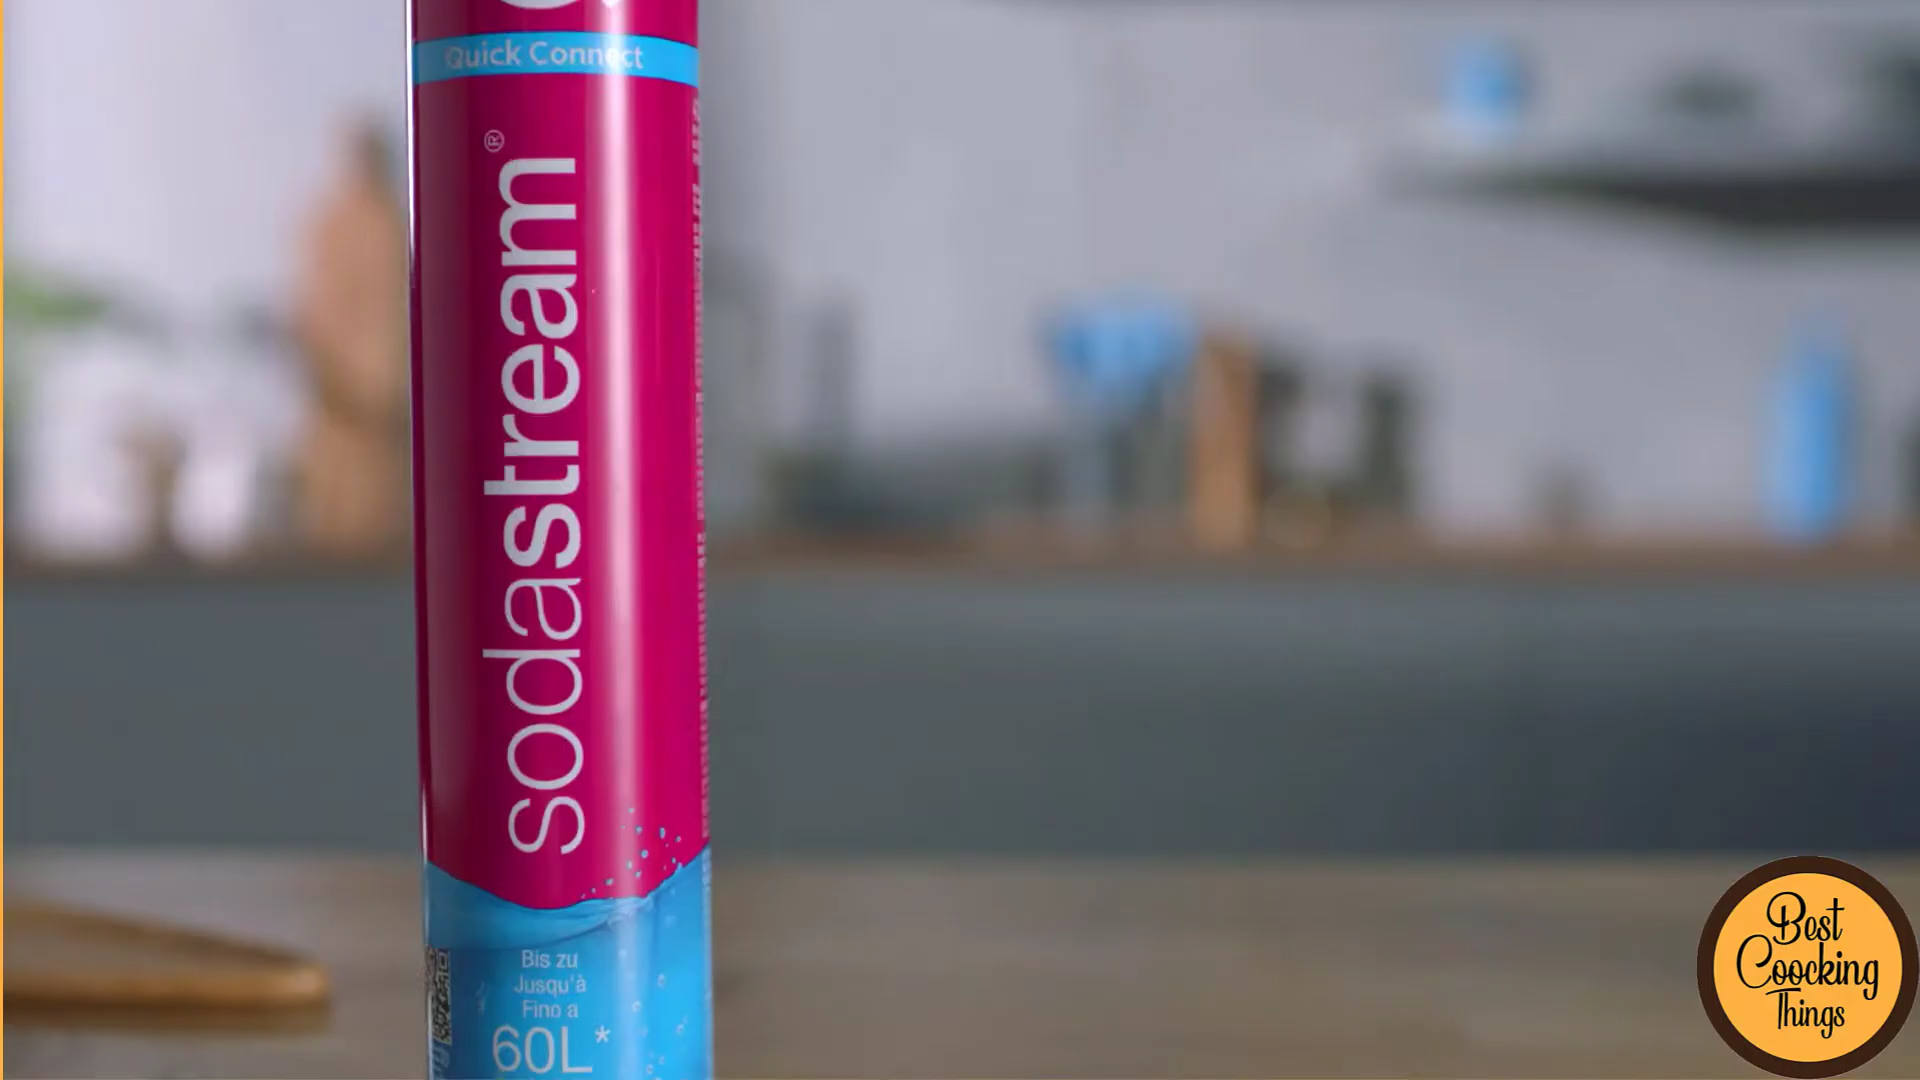 Quick Connect
sodastream®
Bis zu
Jusqu'à
Fino a
60L*
Best
Coocking
Things